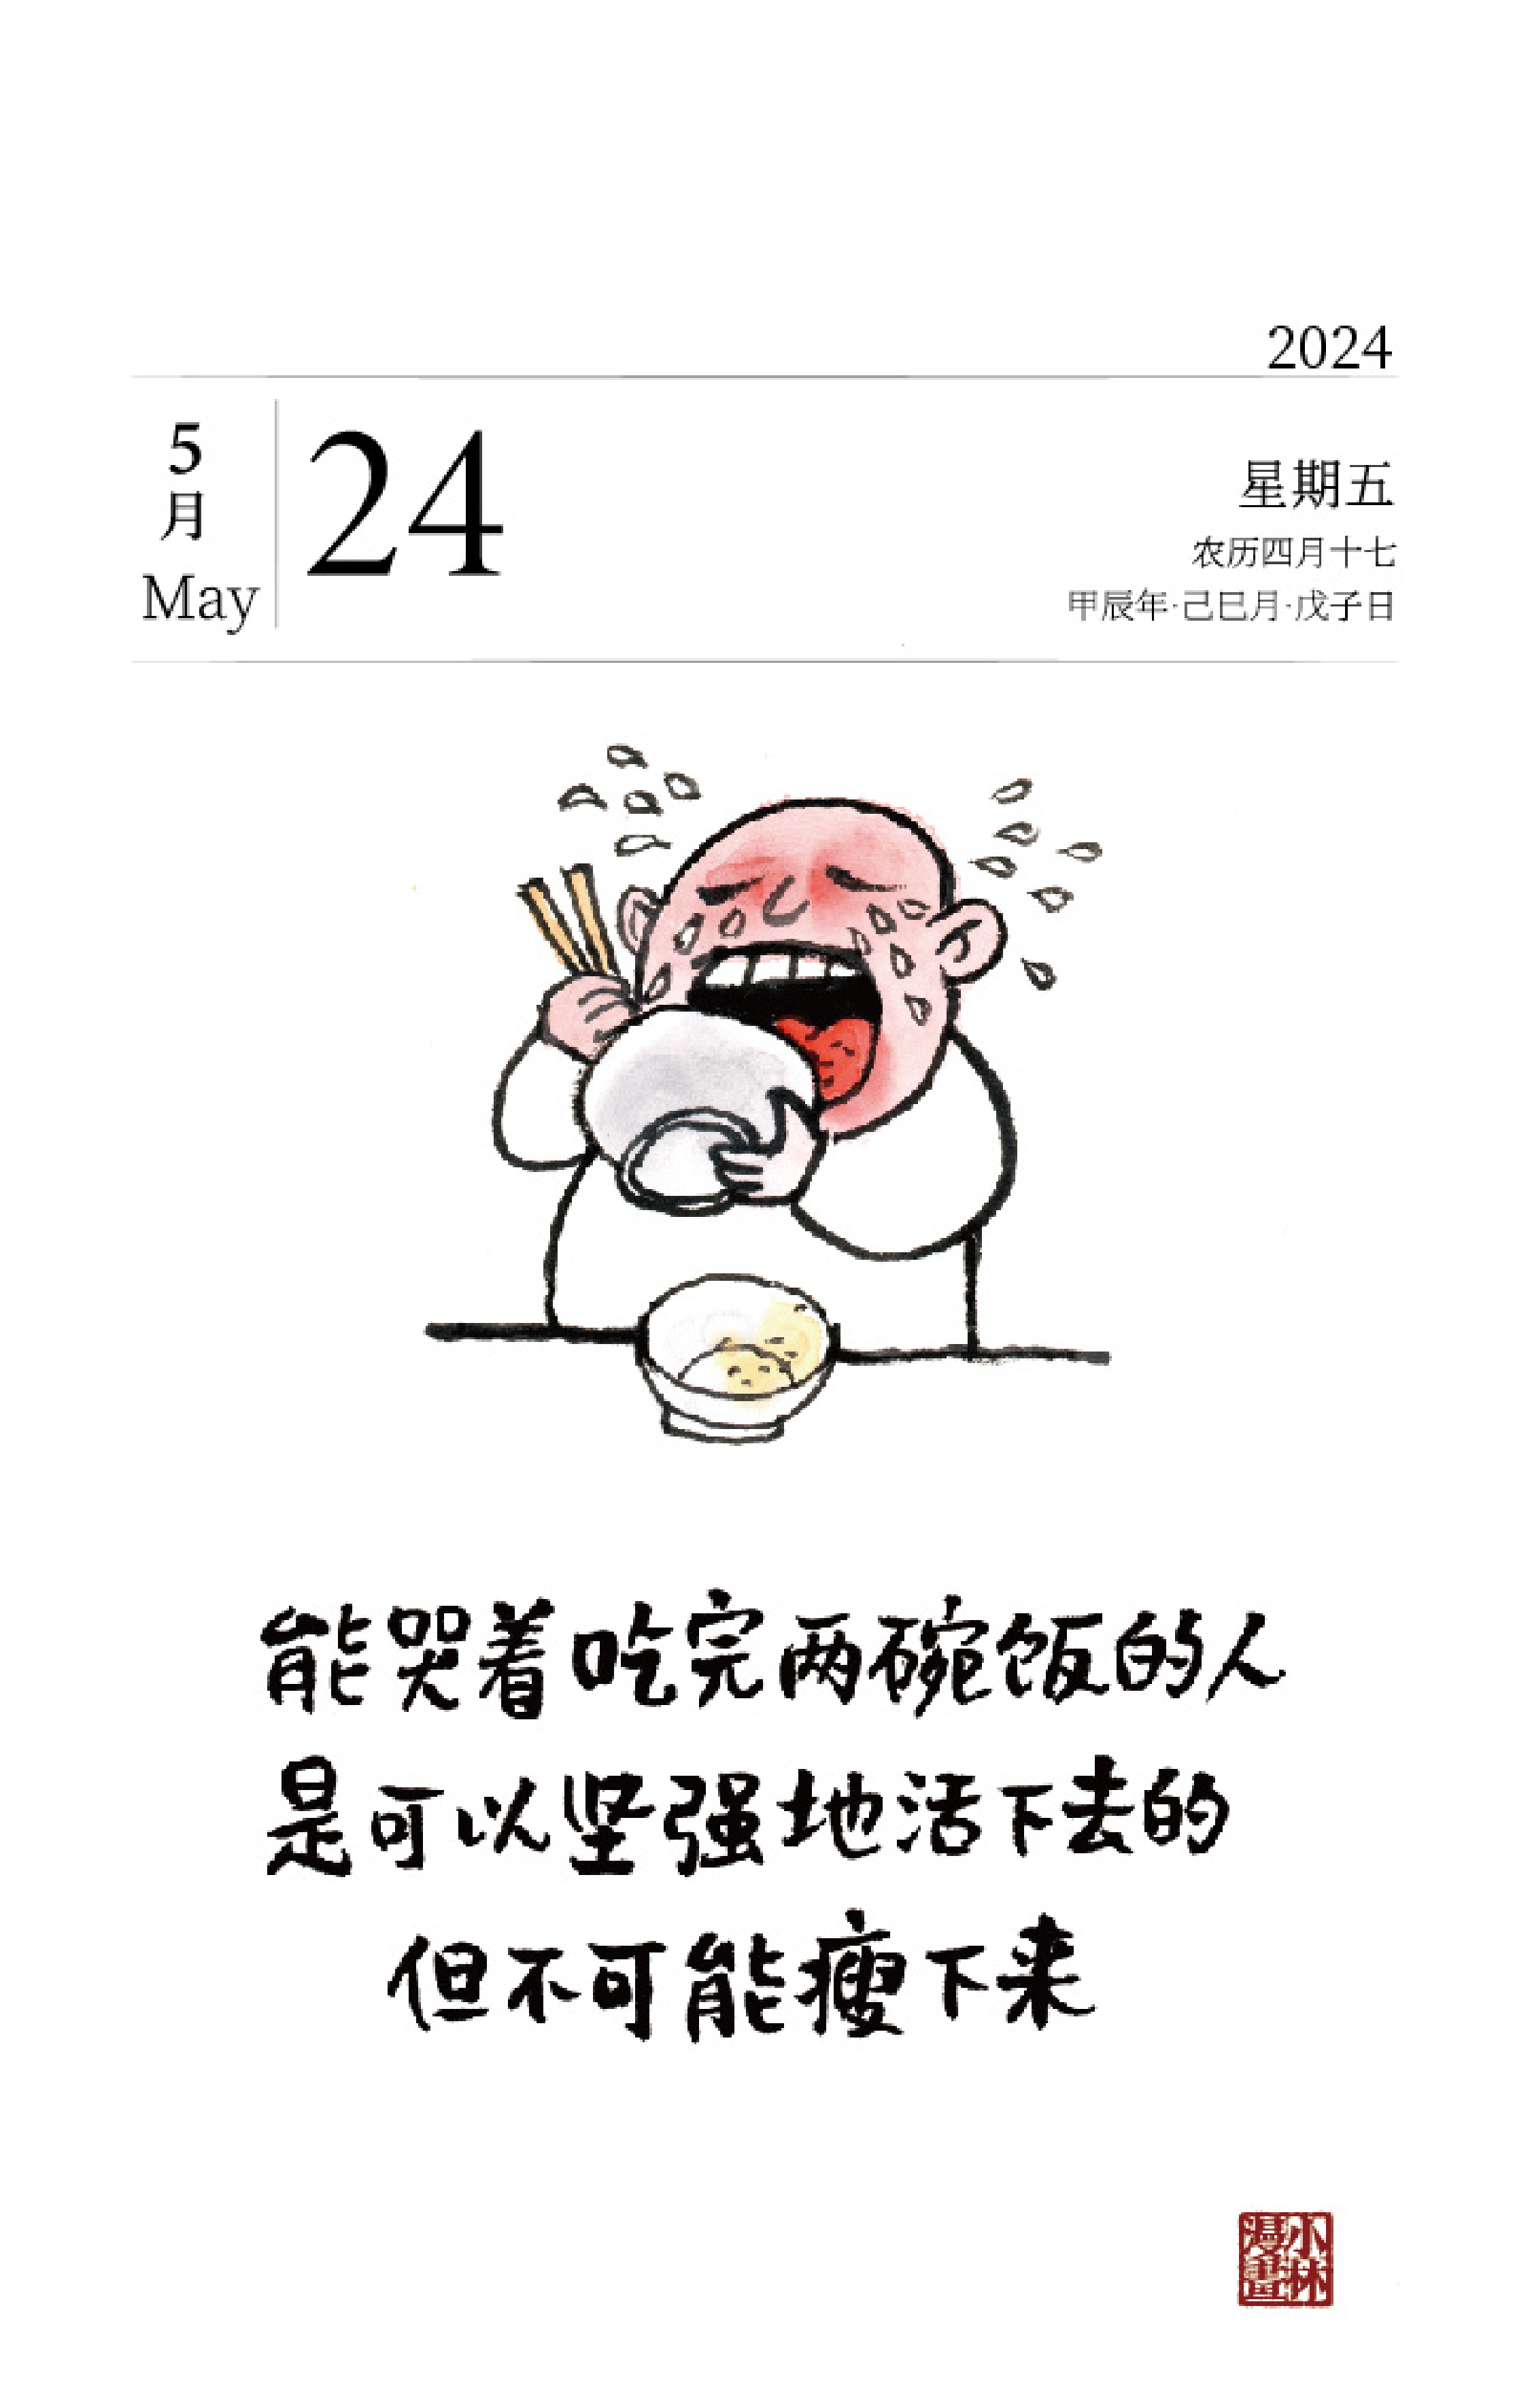 2024
5
月
May
24
星期五
农历四月十七
甲辰年·己巳月·戊子日
能哭着吃完两碗饭的人
是可以坚强地活下去的
但不可能瘦下来
小林
漫畫